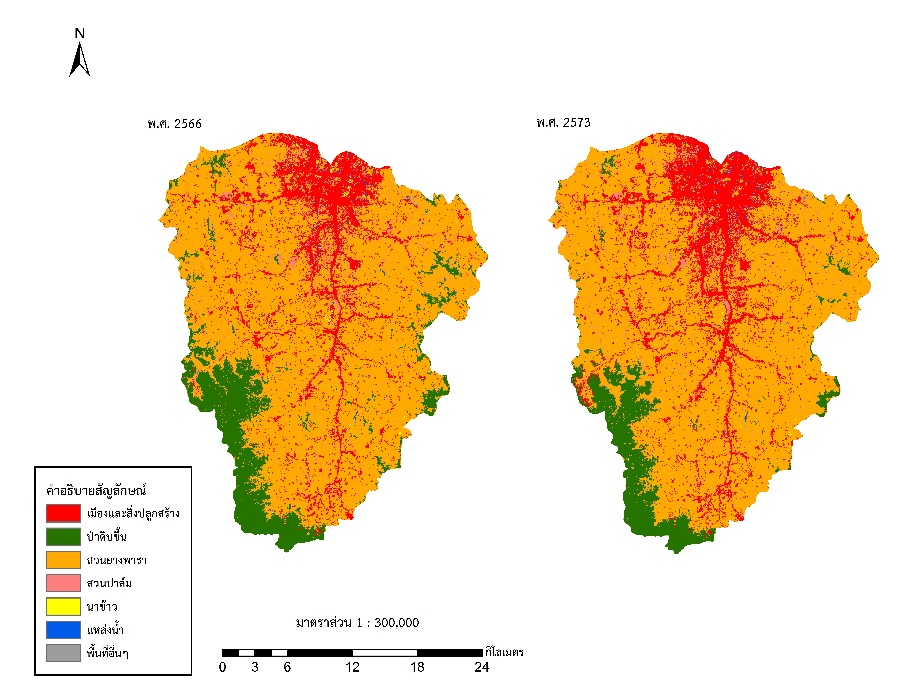 N
พ.ศ. 2566
พ.ศ. 2573
คำอธิบายสัญลักษณ์
เมืองและสิ่งปลูกสร้าง
ป่าดิบชื้น
สวนยางพารา
สวนปาล์ม
นาข้าว
แหล่งน้ำ
พื้นที่อื่นๆ
มาตราส่วน 1 : 300,000
กิโลเมตร
0 3 6 12 18 24